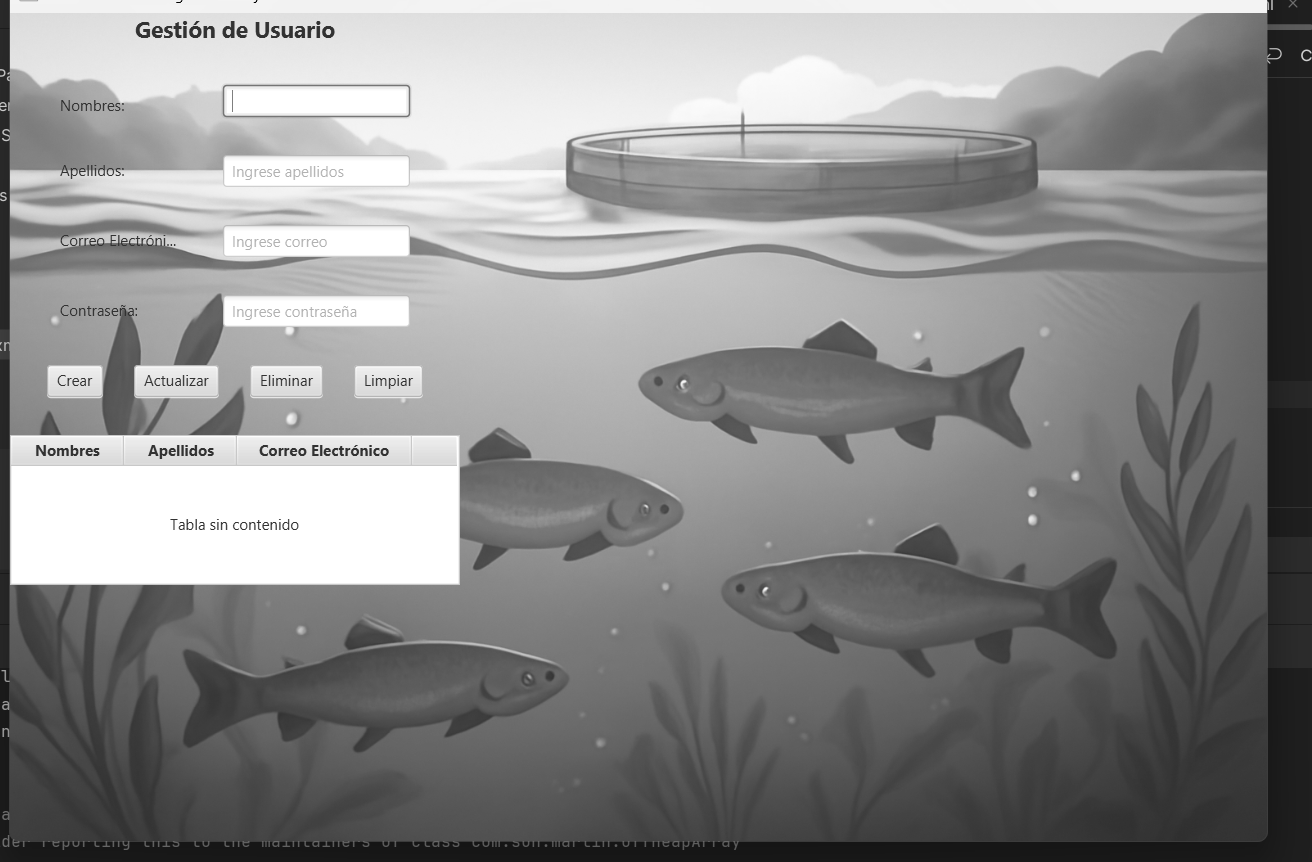 Gestión de Usuario
Nombres:
Apellidos: Ingrese apellidos
Correo Electróni... Ingrese correo
Contraseña: Ingrese contraseña
Crear Actualizar Eliminar Limpiar
Nombres Apellidos Correo Electrónico
Tabla sin contenido
der reporting this to the maintainers of class com.sun.marlin.OffHeapArray